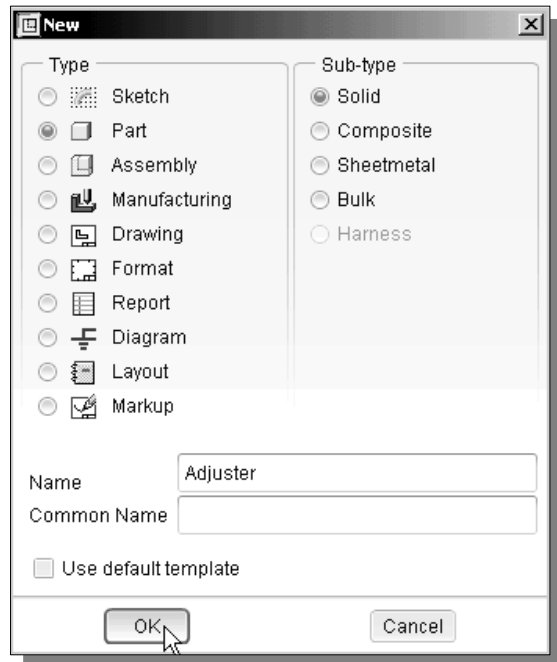 New
Type
Sketch
Part
Assembly
Manufacturing
Drawing
Format
Report
Diagram
Layout
Markup
Sub-type
Solid
Composite
Sheetmetal
Bulk
Harness
Name
Adjuster
Common Name
Use default template
OK
Cancel